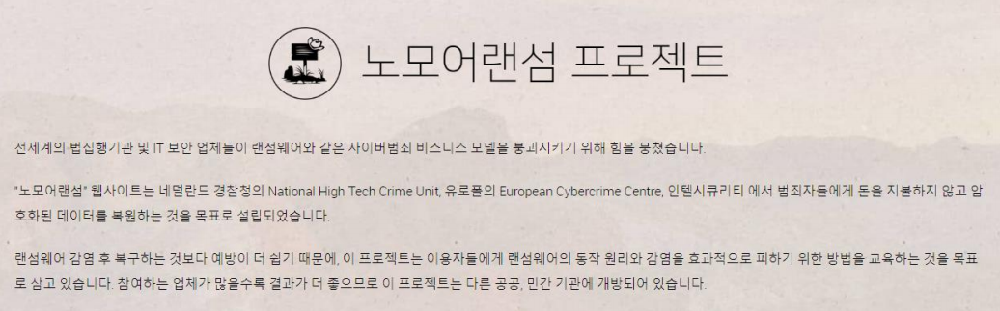 노모어랜섬 프로젝트
전세계의 법집행기관 및 IT 보안 업체들이 랜섬웨어와 같은 사이버범죄 비즈니스 모델을 붕괴시키기 위해 힘을 뭉쳤습니다.
"노모어랜섬" 웹사이트는 네덜란드 경찰청의 National High Tech Crime Unit, 유로폴의 European Cybercrime Centre, 인텔시큐리티 에서 범죄자들에게 돈을 지불하지 않고 암
호화된 데이터를 복원하는 것을 목표로 설립되었습니다.
랜섬웨어 감염 후 복구하는 것보다 예방이 더 쉽기 때문에, 이 프로젝트는 이용자들에게 랜섬웨어의 동작 원리와 감염을 효과적으로 피하기 위한 방법을 교육하는 것을 목표
로 삼고 있습니다. 참여하는 업체가 많을수록 결과가 더 좋으므로 이 프로젝트는 다른 공공, 민간 기관에 개방되어 있습니다.